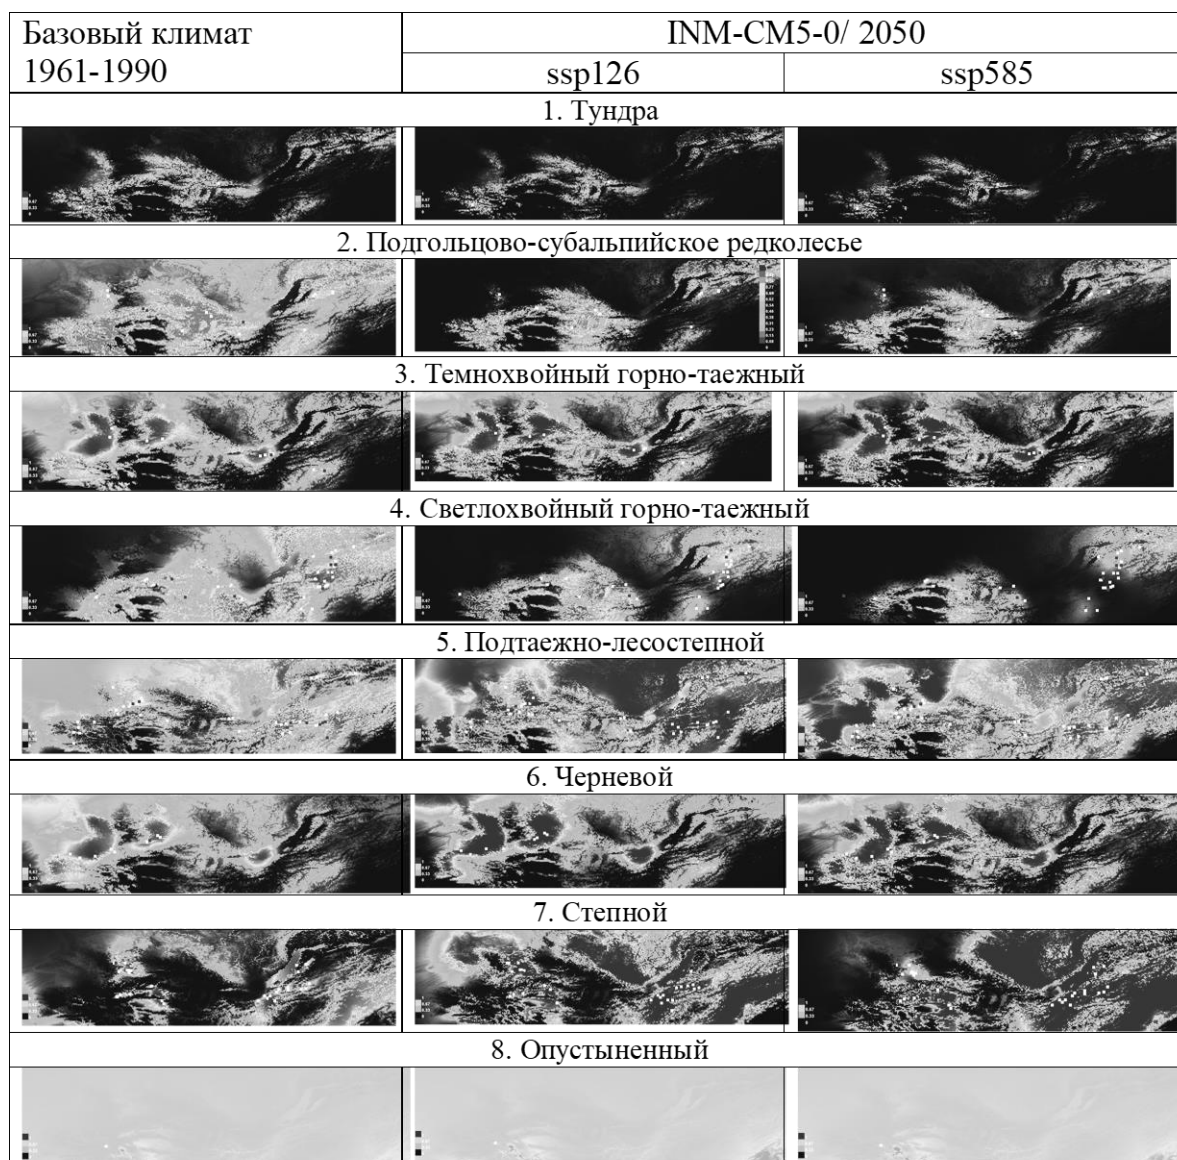 Базовый климат
1961-1990
INM-CM5-0/ 2050
ssp126
ssp585
1. Тундра
2. Подгольцово-субальпийское редколесье
3. Темнохвойный горно-таежный
4. Светлохвойный горно-таежный
5. Подтаежно-лесостепной
6. Черневой
7. Степной
8. Опустыненный